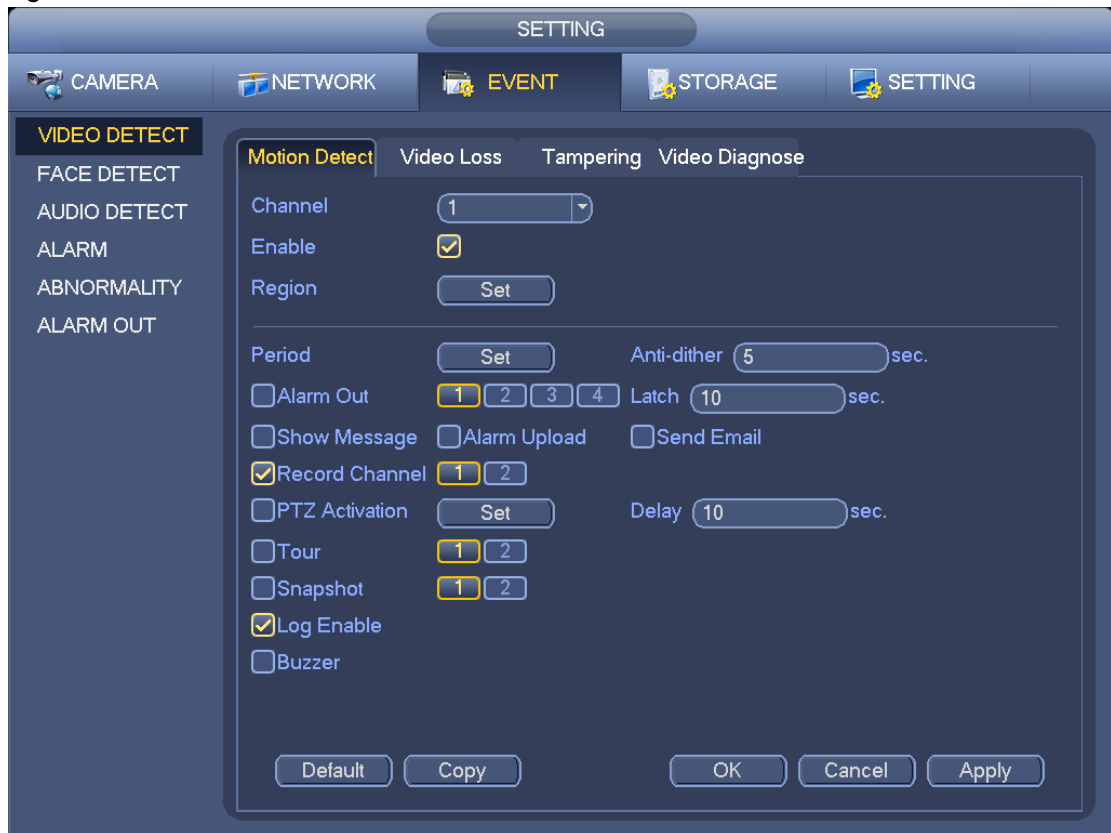 SETTING
CAMERA NETWORK EVENT STORAGE SETTING
VIDEO DETECT
FACE DETECT
AUDIO DETECT
ALARM
ABNORMALITY
ALARM OUT
Motion Detect Video Loss Tampering Video Diagnose
Channel 1
Enable
Region Set
Period Set Anti-dither 5 sec.
Alarm Out 1 2 3 4 Latch 10 sec.
Show Message Alarm Upload Send Email
Record Channel 1 2
PTZ Activation Set Delay 10 sec.
Tour 1 2
Snapshot 1 2
Log Enable
Buzzer
Default Copy OK Cancel Apply